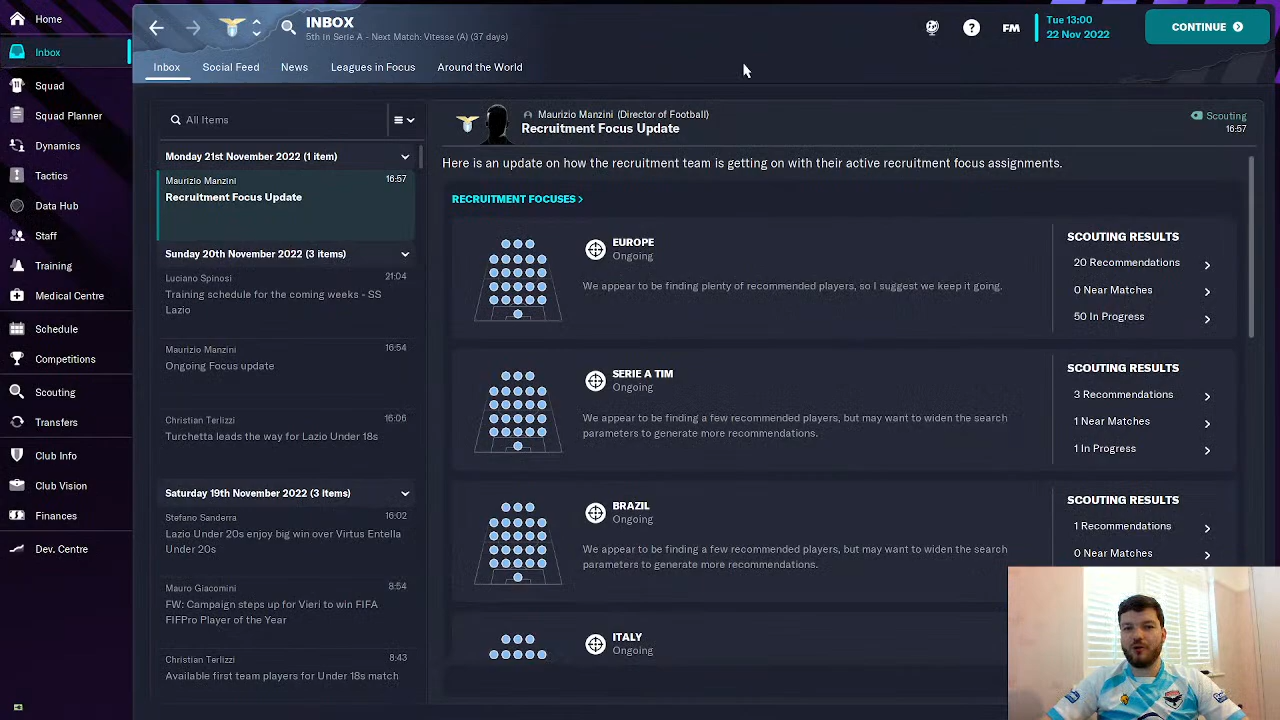 Home
Inbox
Squad
Squad Planner
Dynamics
Tactics
Data Hub
Staff
Training
Medical Centre
Schedule
Competitions
Scouting
Transfers
Club Info
Club Vision
Finances
Dev. Centre
INBOX
5th in Serie A - Next Match: Vitesse (A) (37 days)
FM
Tue 13:00
22 Nov 2022
CONTINUE
Inbox
Social Feed
News
Leagues in Focus
Around the World
All Items
Monday 21st November 2022 (1 item)
Maurizio Manzini
16:57
Recruitment Focus Update
Sunday 20th November 2022 (3 items)
Luciano Spinosi
21:04
Training schedule for the coming weeks - SS
Lazio
Maurizio Manzini
16:54
Ongoing Focus update
Christian Terlizzi
16:06
Turchetta leads the way for Lazio Under 18s
Saturday 19th November 2022 (3 items)
Stefano Sanderra
16:02
Lazio Under 20s enjoy big win over Virtus Entella
Under 20s
Mauro Giacomini
8:54
FW: Campaign steps up for Vieri to win FIFA
FIFPro Player of the Year
Christian Terlizzi
8:43
Available first team players for Under 18s match
Maurizio Manzini (Director of Football)
Recruitment Focus Update
Scouting
16:57
Here is an update on how the recruitment team is getting on with their active recruitment focus assignments.
RECRUITMENT FOCUSES >
EUROPE
Ongoing
We appear to be finding plenty of recommended players, so I suggest we keep it going.
SCOUTING RESULTS
20 Recommendations
0 Near Matches
50 In Progress
SERIE A TIM
Ongoing
We appear to be finding a few recommended players, but may want to widen the search
parameters to generate more recommendations.
SCOUTING RESULTS
3 Recommendations
1 Near Matches
1 In Progress
BRAZIL
Ongoing
We appear to be finding a few recommended players, but may want to widen the search
parameters to generate more recommendations.
SCOUTING RESULTS
1 Recommendations
0 Near Matches
ITALY
Ongoing